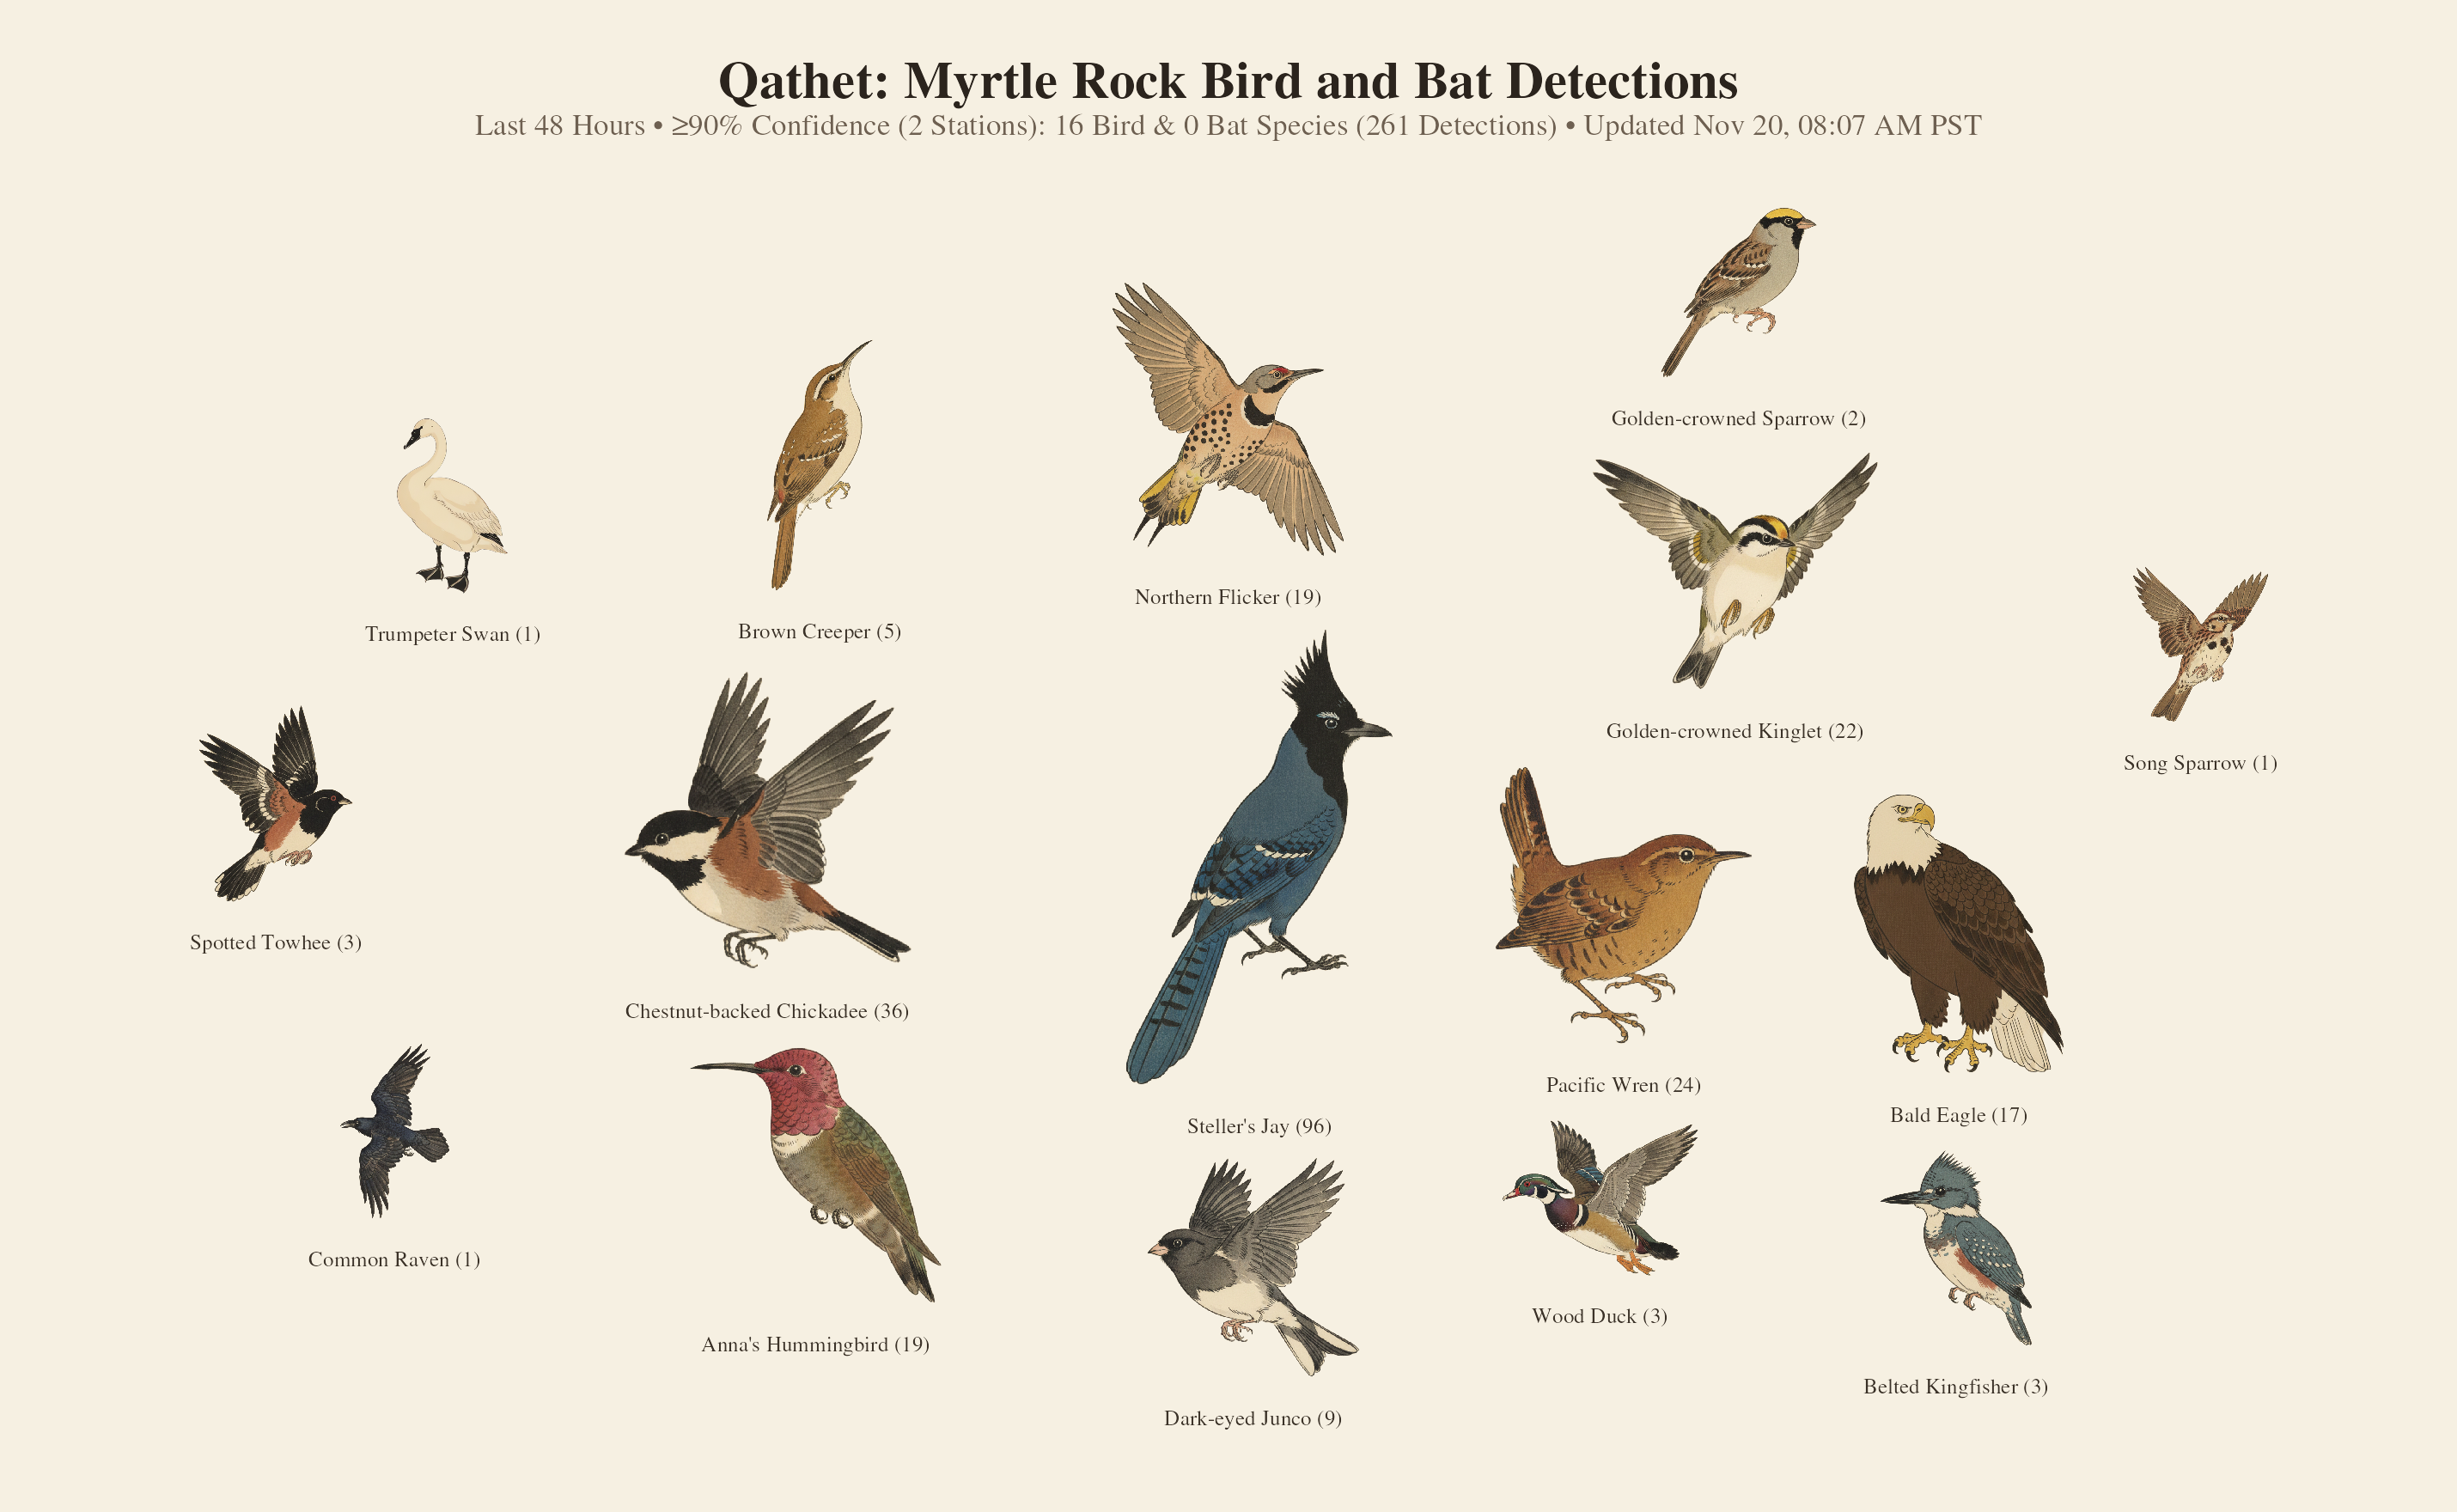 Qathet: Myrtle Rock Bird and Bat Detections
Last 48 Hours • ≥90% Confidence (2 Stations): 16 Bird & 0 Bat Species (261 Detections) • Updated Nov 20, 08:07 AM PST
Golden-crowned Sparrow (2)
Northern Flicker (19)
Brown Creeper (5)
Trumpeter Swan (1)
Golden-crowned Kinglet (22)
Song Sparrow (1)
Spotted Towhee (3)
Chestnut-backed Chickadee (36)
Steller's Jay (96)
Pacific Wren (24)
Bald Eagle (17)
Common Raven (1)
Anna's Hummingbird (19)
Wood Duck (3)
Belted Kingfisher (3)
Dark-eyed Junco (9)